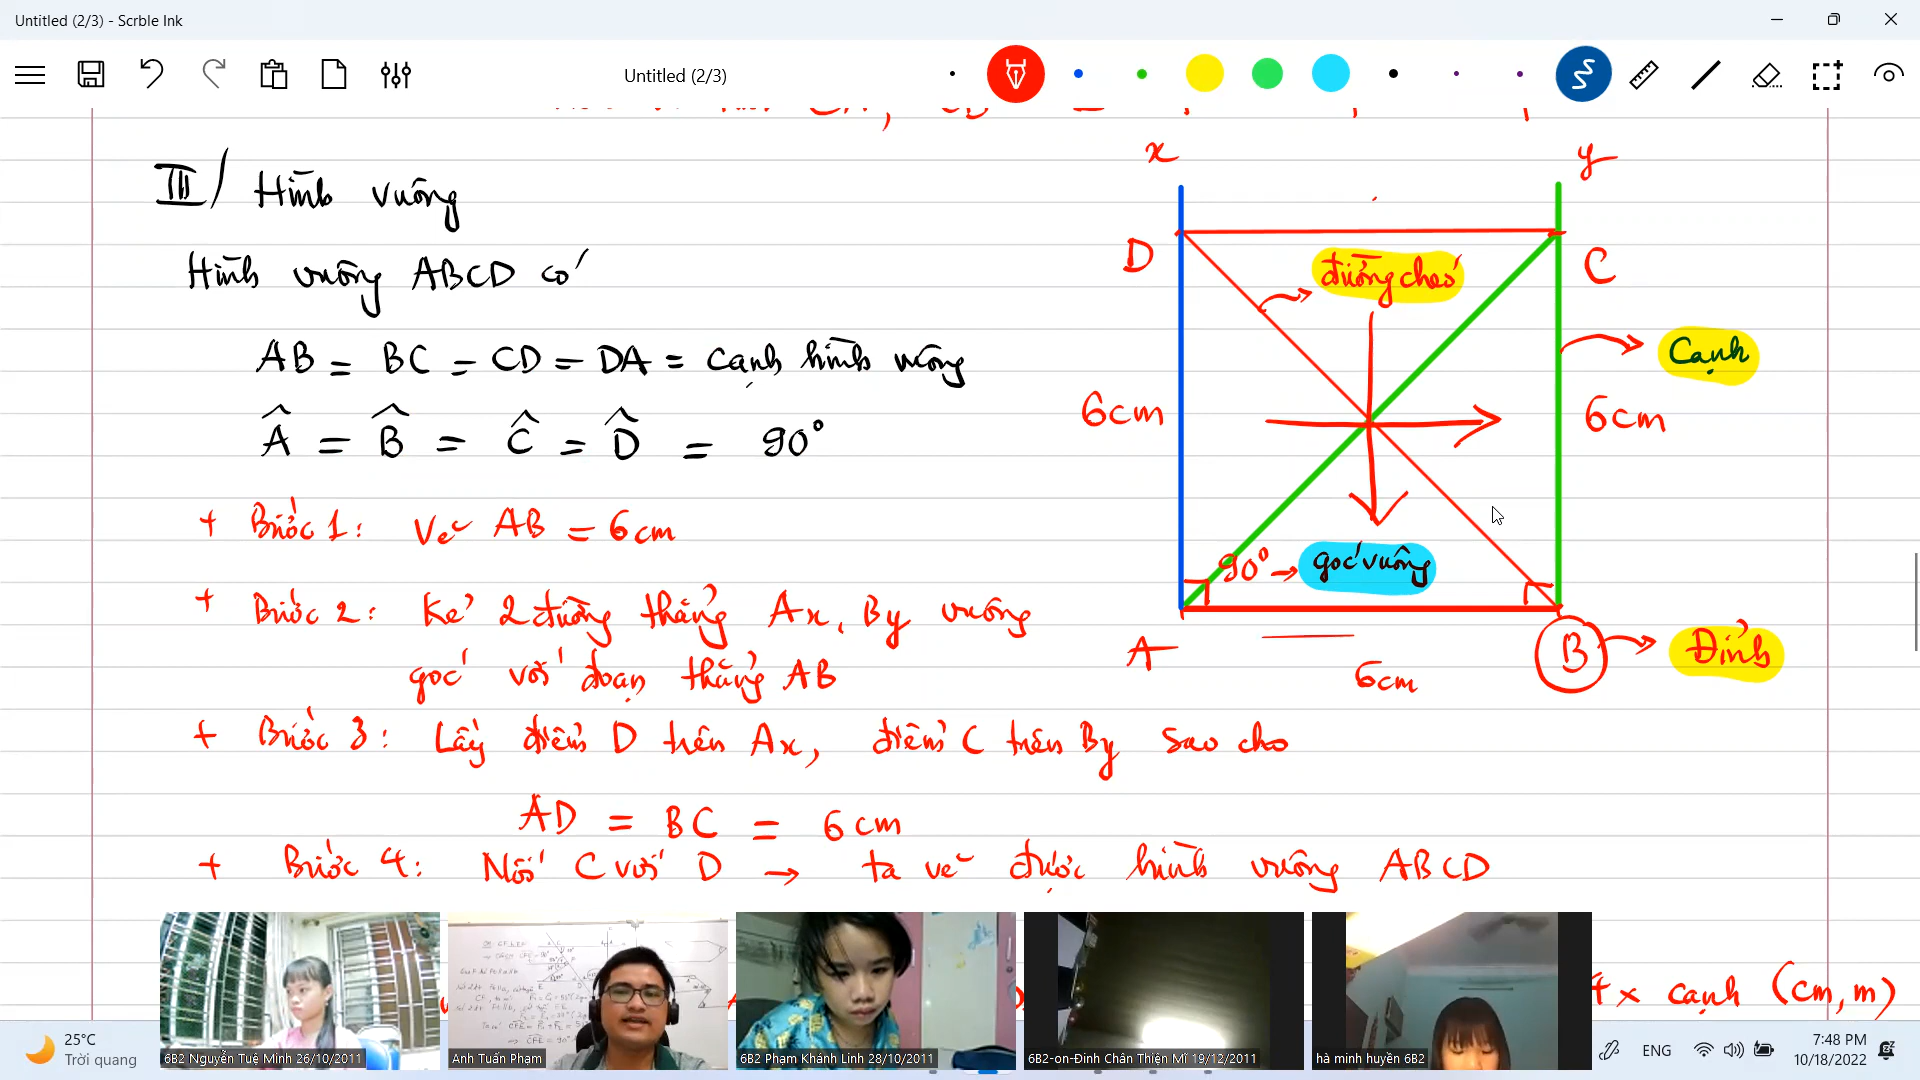 Untitled (2/3) - Scrble Ink
Untitled (2/3)
III/ Hình vuông
Hình vuông ABCD có
AB = BC = CD = DA = cạnh hình vuông
Â = B̂ = Ĉ = D̂ = 90°
+ Bước 1: Vẽ AB = 6cm
+ Bước 2: Kẻ 2 đường thẳng Ax, By vuông
góc với đoạn thẳng AB
+ Bước 3: Lấy điểm D trên Ax, điểm C trên By sao cho
AD = BC = 6cm
+ Bước 4: Nối C với D → ta vẽ được hình vuông ABCD
x
y
D
đường chéo
C
Cạnh
6cm
6cm
90° → góc vuông
A
B
Đỉnh
6cm
4 x cạnh (cm, m)
6B2 Nguyễn Tuệ Minh 26/10/2011
Anh Tuấn Phạm
6B2 Phạm Khánh Linh 28/10/2011
6B2-on-Đinh Chân Thiện Mĩ 19/12/2011
hà minh huyền 6B2
25°C
Trời quang
ENG
7:48 PM
10/18/2022